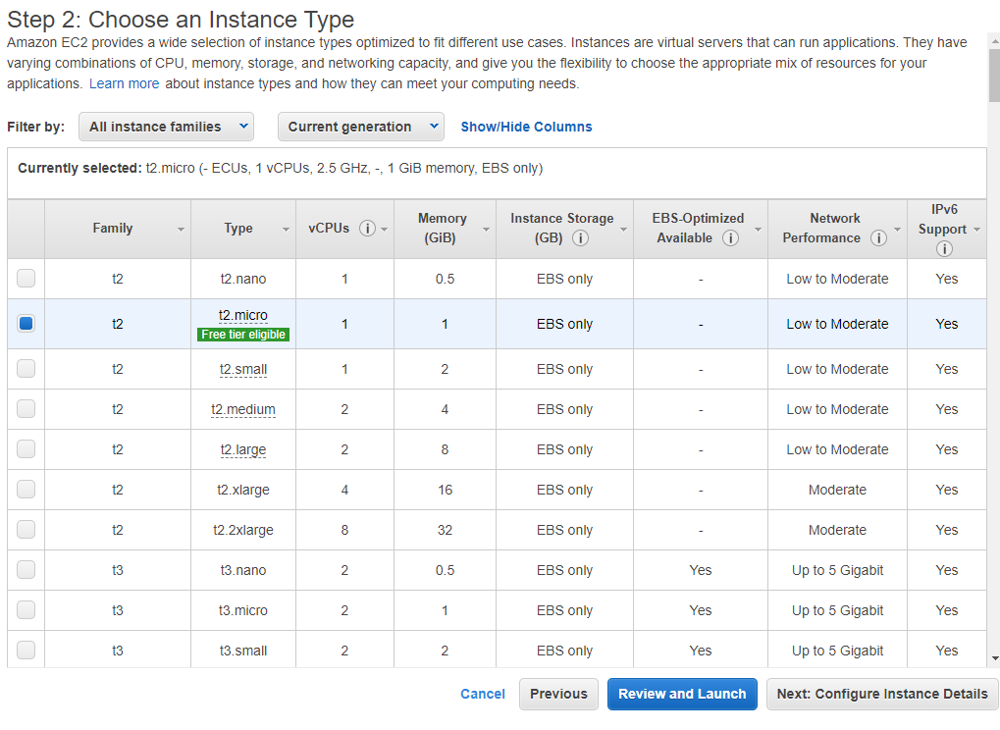 Step 2: Choose an Instance Type
Amazon EC2 provides a wide selection of instance types optimized to fit different use cases. Instances are virtual servers that can run applications. They have
varying combinations of CPU, memory, storage, and networking capacity, and give you the flexibility to choose the appropriate mix of resources for your
applications. Learn more about instance types and how they can meet your computing needs.
Filter by: All instance families Current generation Show/Hide Columns
Currently selected: t2.micro (- ECUs, 1 vCPUs, 2.5 GHz, -, 1 GiB memory, EBS only)
Family Type vCPUs i Memory (GiB) Instance Storage (GB) i EBS-Optimized Available i Network Performance i IPv6 Support i
t2 t2.nano 1 0.5 EBS only - Low to Moderate Yes
t2 t2.micro Free tier eligible 1 1 EBS only - Low to Moderate Yes
t2 t2.small 1 2 EBS only - Low to Moderate Yes
t2 t2.medium 2 4 EBS only - Low to Moderate Yes
t2 t2.large 2 8 EBS only - Low to Moderate Yes
t2 t2.xlarge 4 16 EBS only - Moderate Yes
t2 t2.2xlarge 8 32 EBS only - Moderate Yes
t3 t3.nano 2 0.5 EBS only Yes Up to 5 Gigabit Yes
t3 t3.micro 2 1 EBS only Yes Up to 5 Gigabit Yes
t3 t3.small 2 2 EBS only Yes Up to 5 Gigabit Yes
Cancel Previous Review and Launch Next: Configure Instance Details